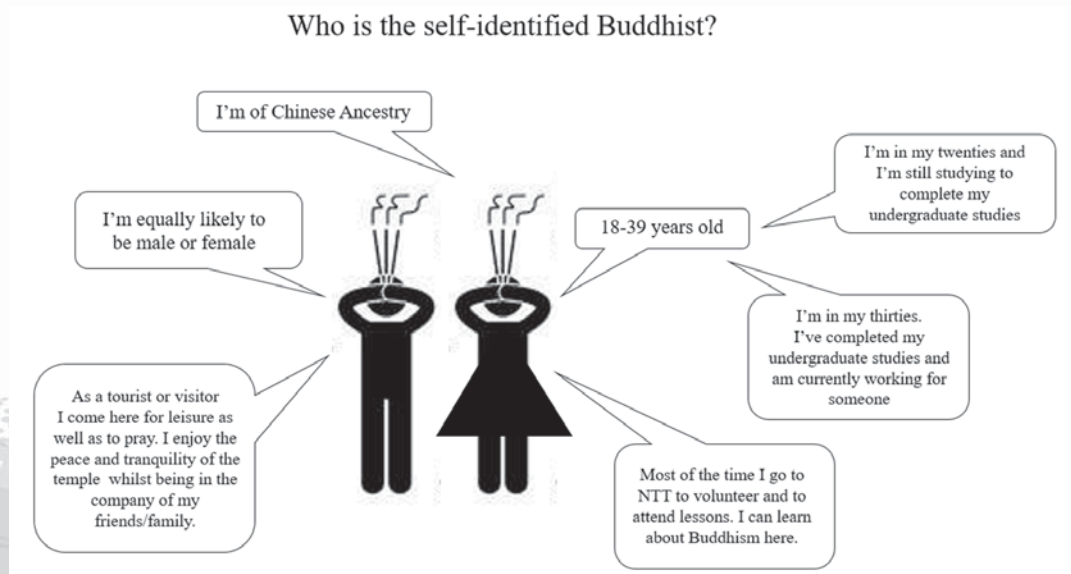 Who is the self-identified Buddhist?
I'm of Chinese Ancestry
I'm equally likely to
be male or female
18-39 years old
I'm in my twenties and
I'm still studying to
complete my
undergraduate studies
I'm in my thirties.
I've completed my
undergraduate studies and
am currently working for
someone
As a tourist or visitor
I come here for leisure as
well as to pray. I enjoy the
peace and tranquility of the
temple whilst being in the
company of my
friends/family.
Most of the time I go to
NTT to volunteer and to
attend lessons. I can learn
about Buddhism here.